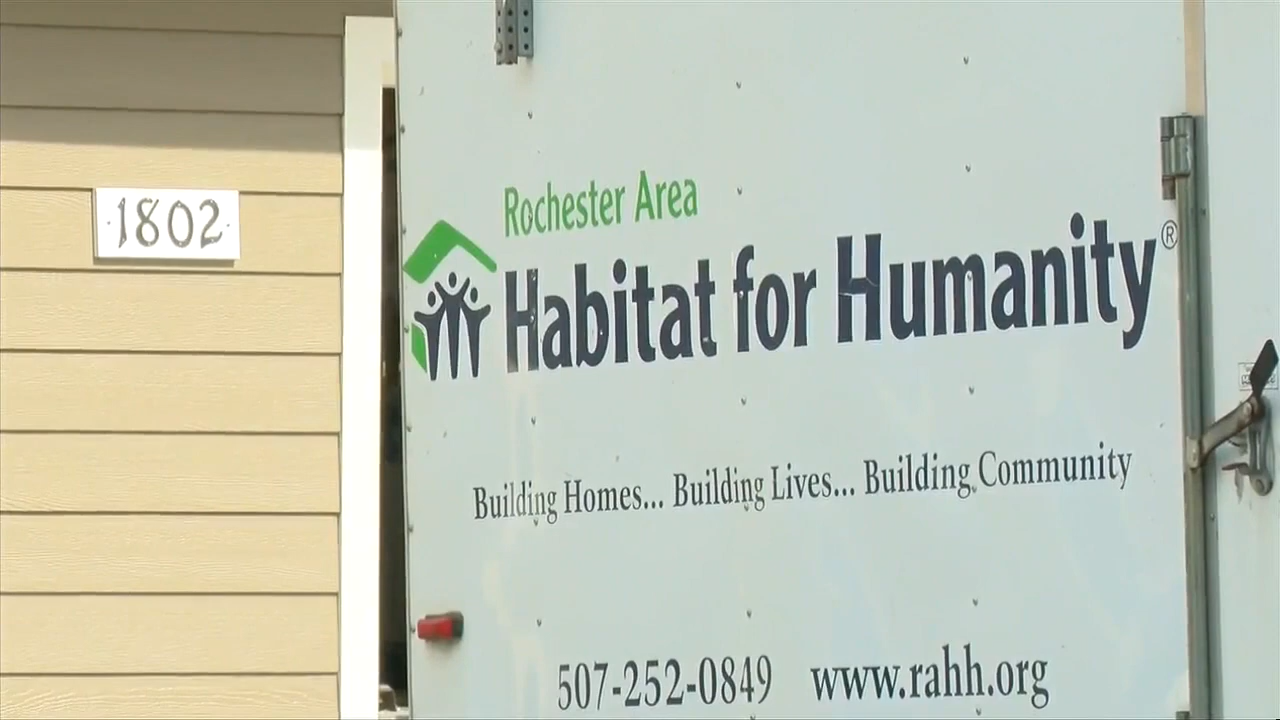 1802
Rochester Area
Habitat for Humanity®
Building Homes... Building Lives... Building Community
507-252-0849 www.rahh.org